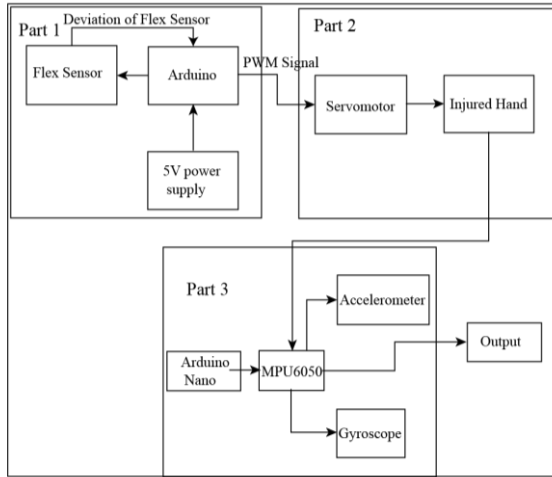 Deviation of Flex Sensor
Part 1
Flex Sensor
Arduino
5V power
supply
PWM Signal
Part 2
Servomotor
Injured Hand
Part 3
Accelerometer
Arduino
Nano
MPU6050
Output
Gyroscope